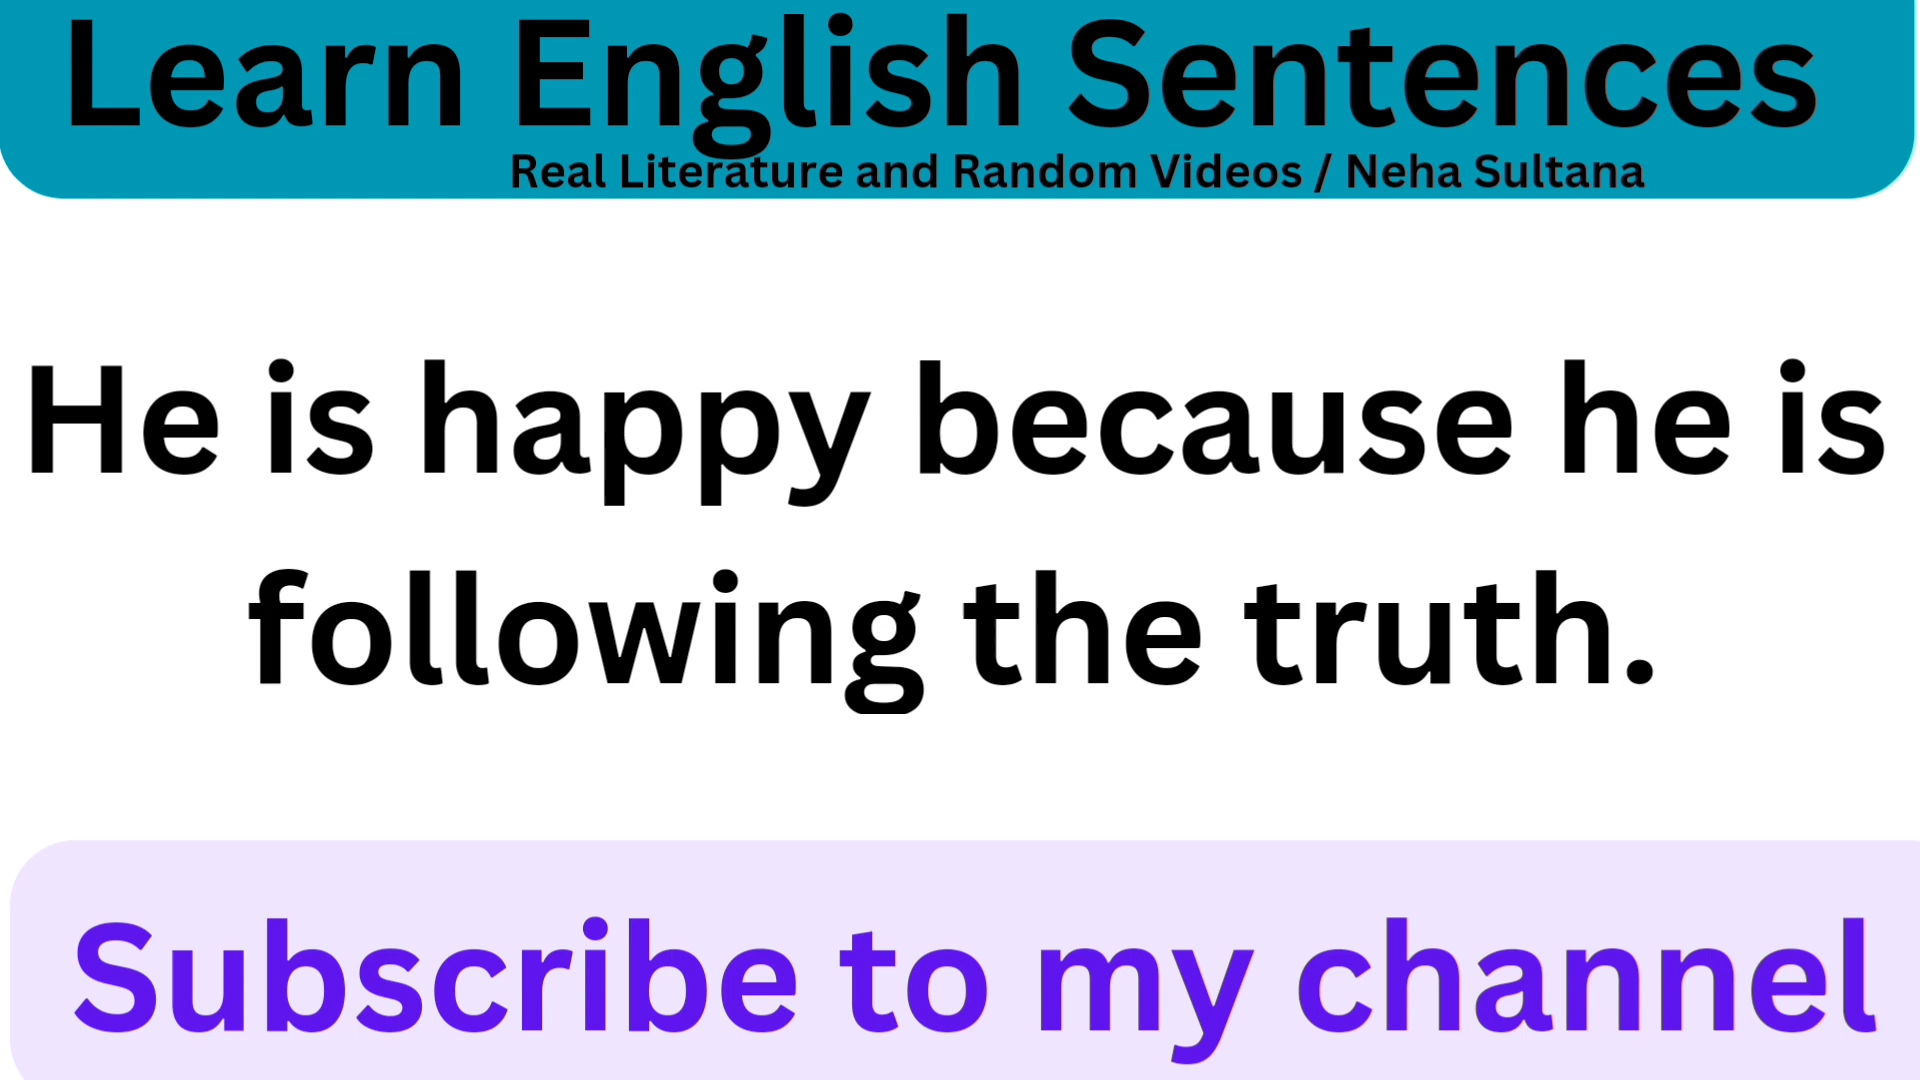 Learn English Sentences
Real Literature and Random Videos / Neha Sultana
He is happy because he is
following the truth.
Subscribe to my channel